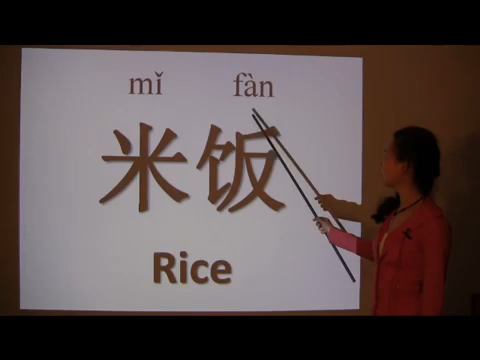 mǐ fàn
米饭
Rice